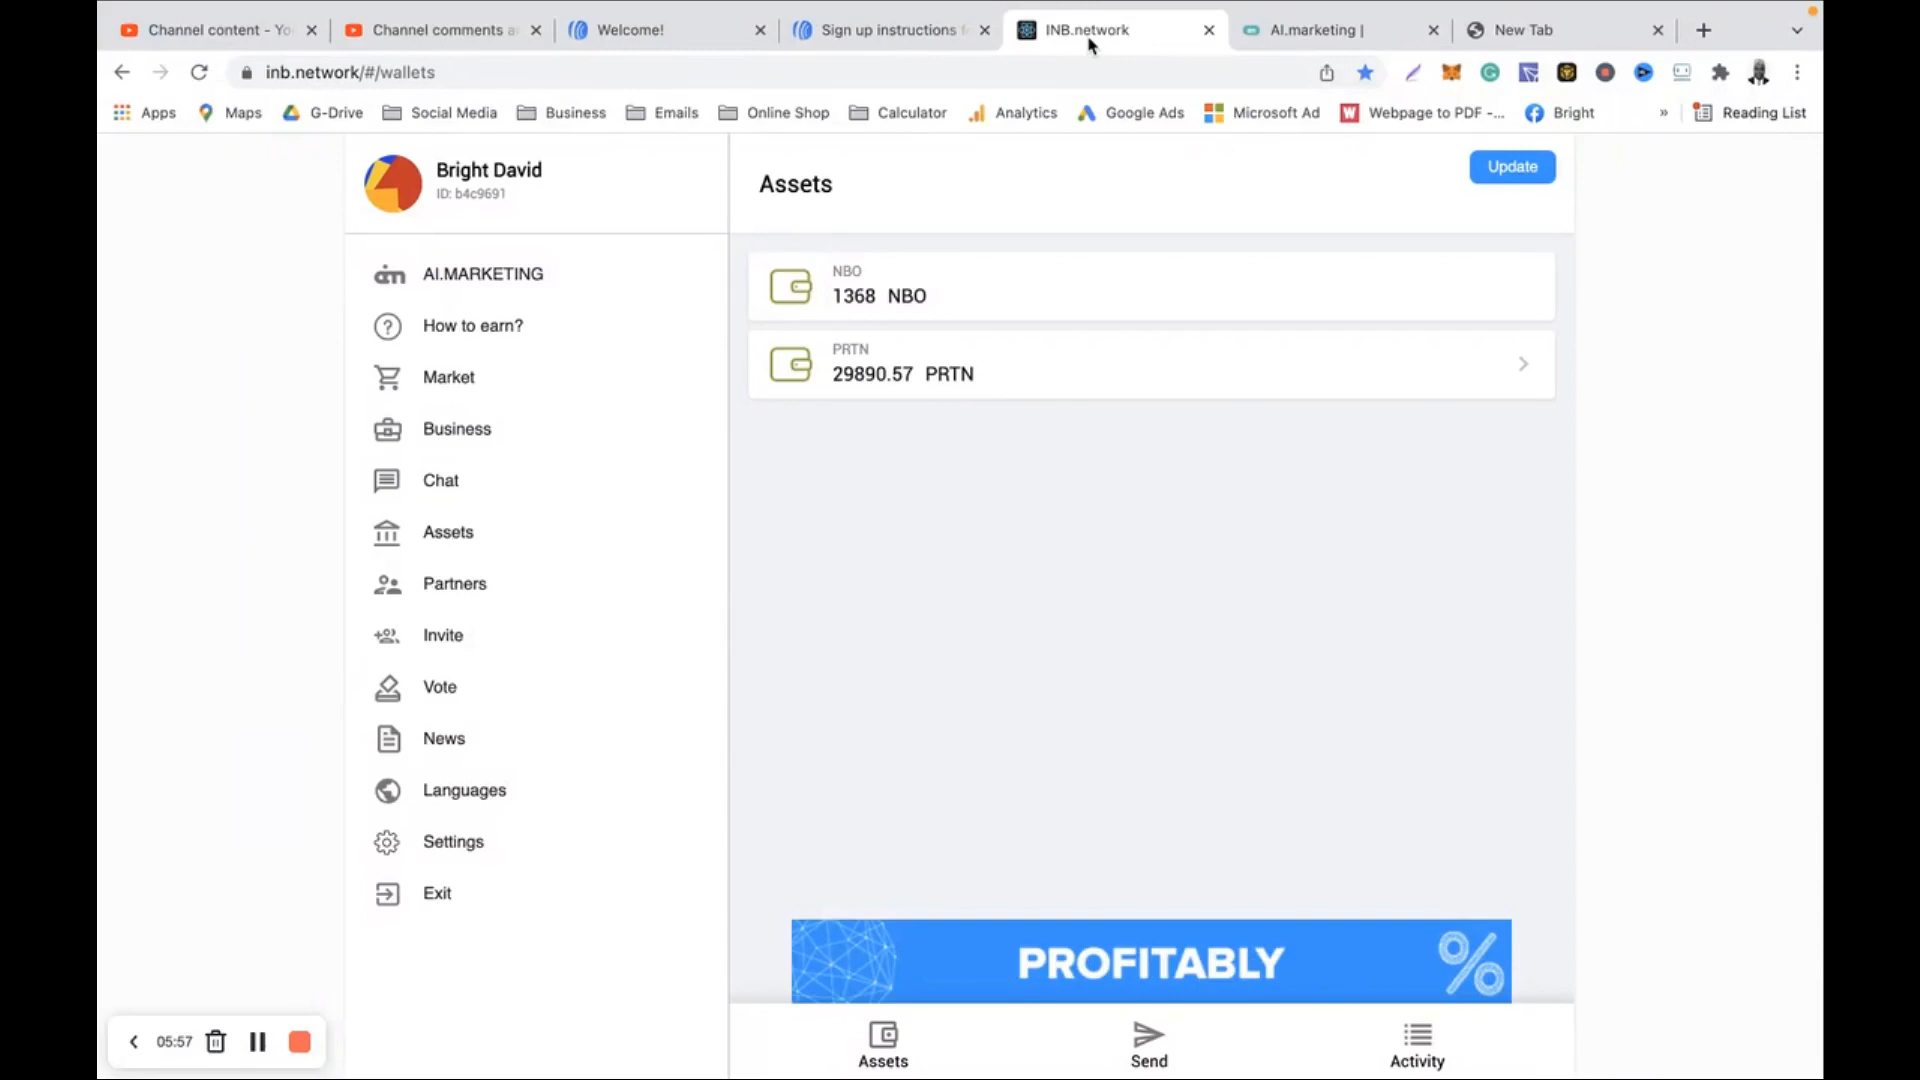 Channel content - Yo
Channel comments a
Welcome!
Sign up instructions f
INB.network
AI.marketing |
New Tab
inb.network/#/wallets
Apps
Maps
G-Drive
Social Media
Business
Emails
Online Shop
Calculator
Analytics
Google Ads
Microsoft Ad
Webpage to PDF -...
Bright
»
Reading List
Bright David
ID: b4c9691
Assets
Update
AI.MARKETING
How to earn?
Market
Business
Chat
Assets
Partners
Invite
Vote
News
Languages
Settings
Exit
NBO
1368 NBO
PRTN
29890.57 PRTN
PROFITABLY
%
05:57
Assets
Send
Activity